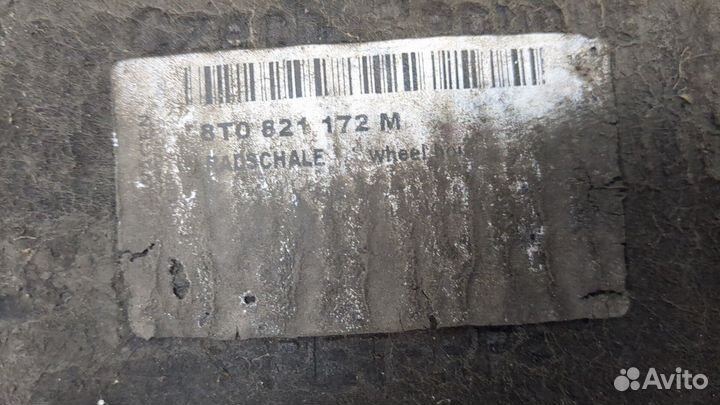 8T0 821 172 M
RADSCHALE wheel
Avito